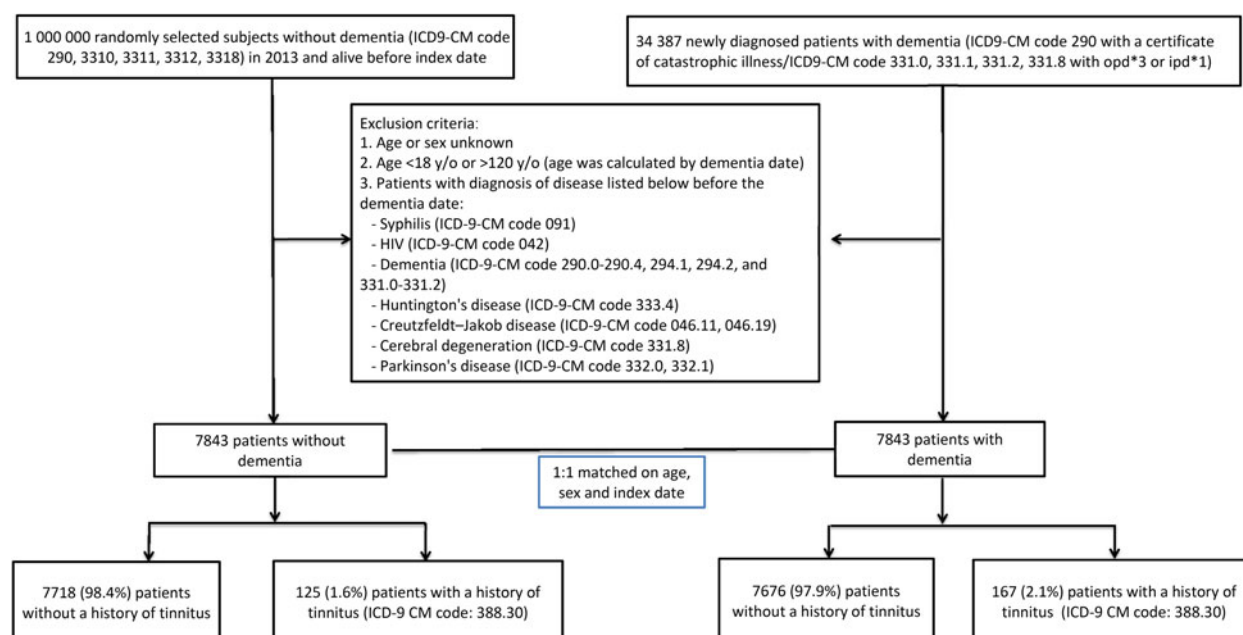 1 000 000 randomly selected subjects without dementia (ICD9-CM code
290, 3310, 3311, 3312, 3318) in 2013 and alive before index date
34 387 newly diagnosed patients with dementia (ICD9-CM code 290 with a certificate
of catastrophic illness/ICD9-CM code 331.0, 331.1, 331.2, 331.8 with opd*3 or ipd*1)
Exclusion criteria:
1. Age or sex unknown
2. Age <18 y/o or >120 y/o (age was calculated by dementia date)
3. Patients with diagnosis of disease listed below before the
dementia date:
- Syphilis (ICD-9-CM code 091)
- HIV (ICD-9-CM code 042)
- Dementia (ICD-9-CM code 290.0-290.4, 294.1, 294.2, and
331.0-331.2)
- Huntington's disease (ICD-9-CM code 333.4)
- Creutzfeldt–Jakob disease (ICD-9-CM code 046.11, 046.19)
- Cerebral degeneration (ICD-9-CM code 331.8)
- Parkinson's disease (ICD-9-CM code 332.0, 332.1)
7843 patients without
dementia
7843 patients with
dementia
1:1 matched on age,
sex and index date
7718 (98.4%) patients
without a history of tinnitus
125 (1.6%) patients with a history of
tinnitus (ICD-9 CM code: 388.30)
7676 (97.9%) patients
without a history of tinnitus
167 (2.1%) patients with a history of
tinnitus (ICD-9 CM code: 388.30)